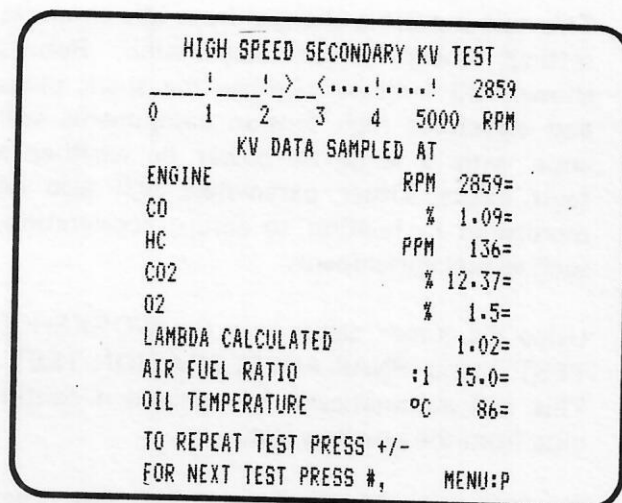 HIGH SPEED SECONDARY KV TEST
____!____!_>__<....!....! 2859
0 1 2 3 4 5000 RPM
KV DATA SAMPLED AT
ENGINE RPM 2859=
CO % 1.09=
HC PPM 136=
CO2 % 12.37=
O2 % 1.5=
LAMBDA CALCULATED 1.02=
AIR FUEL RATIO :1 15.0=
OIL TEMPERATURE °C 86=
TO REPEAT TEST PRESS +/-
FOR NEXT TEST PRESS #, MENU:P